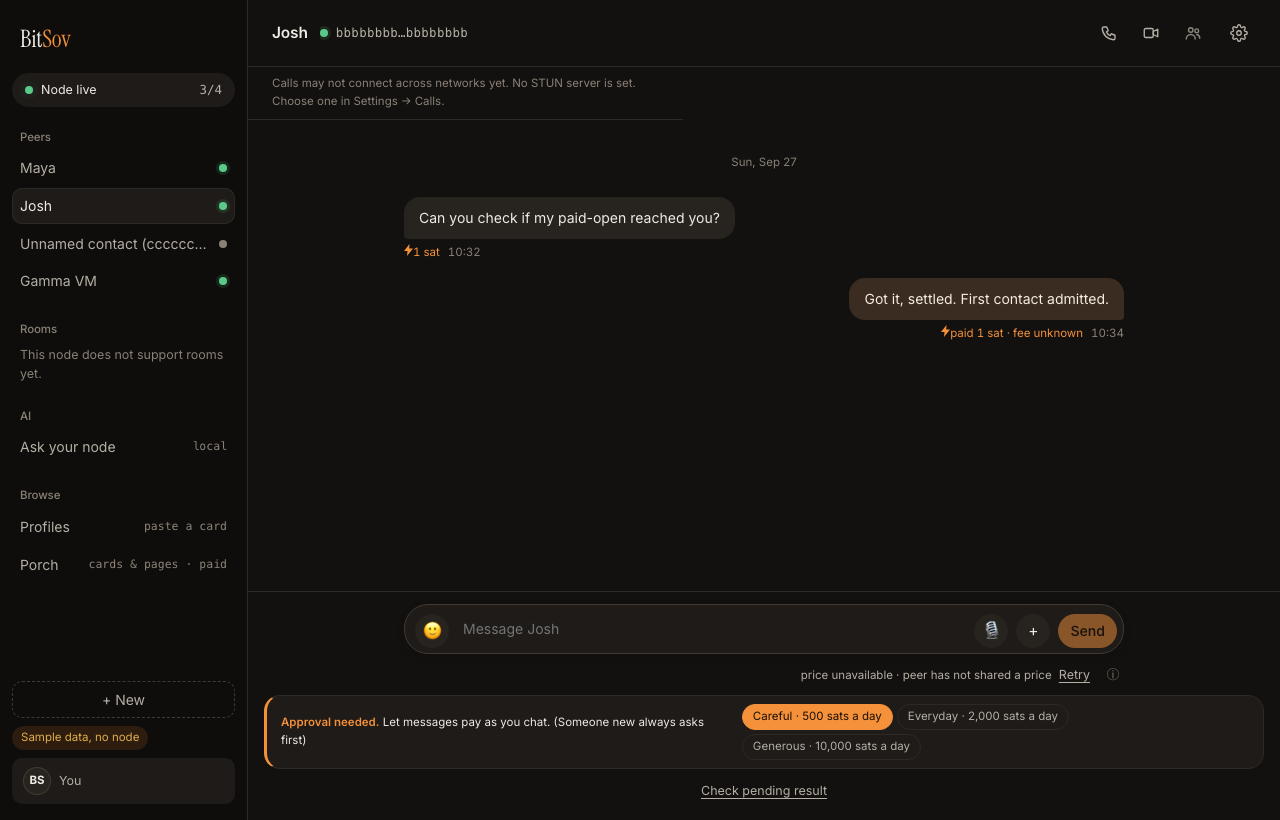 BitSov
Node live 3/4
Peers
Maya
Josh
Unnamed contact (cccccc...
Gamma VM
Rooms
This node does not support rooms
yet.
AI
Ask your node local
Browse
Profiles paste a card
Porch cards & pages · paid
+ New
Sample data, no node
BS You
Josh bbbbbbbb…bbbbbbbb
Calls may not connect across networks yet. No STUN server is set.
Choose one in Settings → Calls.
Sun, Sep 27
Can you check if my paid-open reached you?
1 sat 10:32
Got it, settled. First contact admitted.
paid 1 sat · fee unknown 10:34
Message Josh
+
Send
price unavailable · peer has not shared a price Retry ⓘ
Approval needed. Let messages pay as you chat. (Someone new always asks
first)
Careful · 500 sats a day Everyday · 2,000 sats a day
Generous · 10,000 sats a day
Check pending result